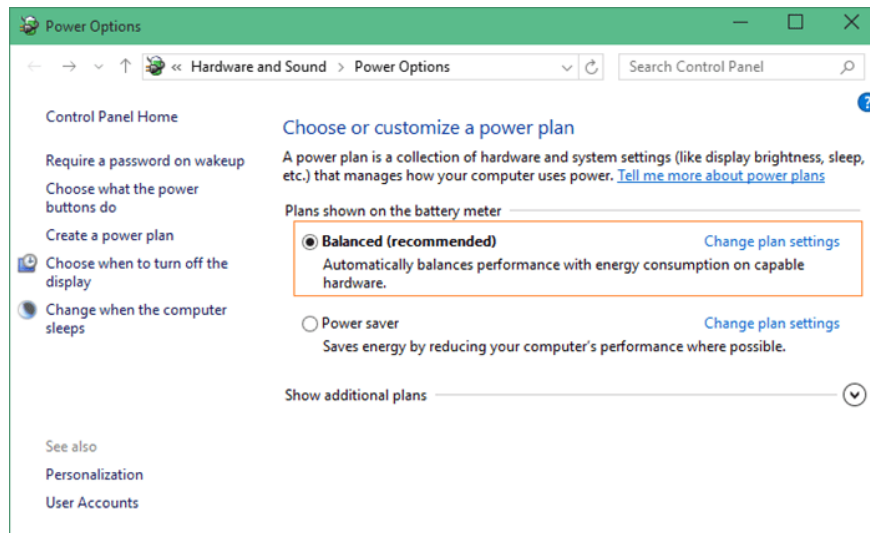 Power Options
« Hardware and Sound > Power Options
Search Control Panel
Control Panel Home
Require a password on wakeup
Choose what the power
buttons do
Create a power plan
Choose when to turn off the
display
Change when the computer
sleeps
See also
Personalization
User Accounts
?
Choose or customize a power plan
A power plan is a collection of hardware and system settings (like display brightness, sleep,
etc.) that manages how your computer uses power. Tell me more about power plans
Plans shown on the battery meter
Balanced (recommended) Change plan settings
Automatically balances performance with energy consumption on capable
hardware.
Power saver Change plan settings
Saves energy by reducing your computer's performance where possible.
Show additional plans